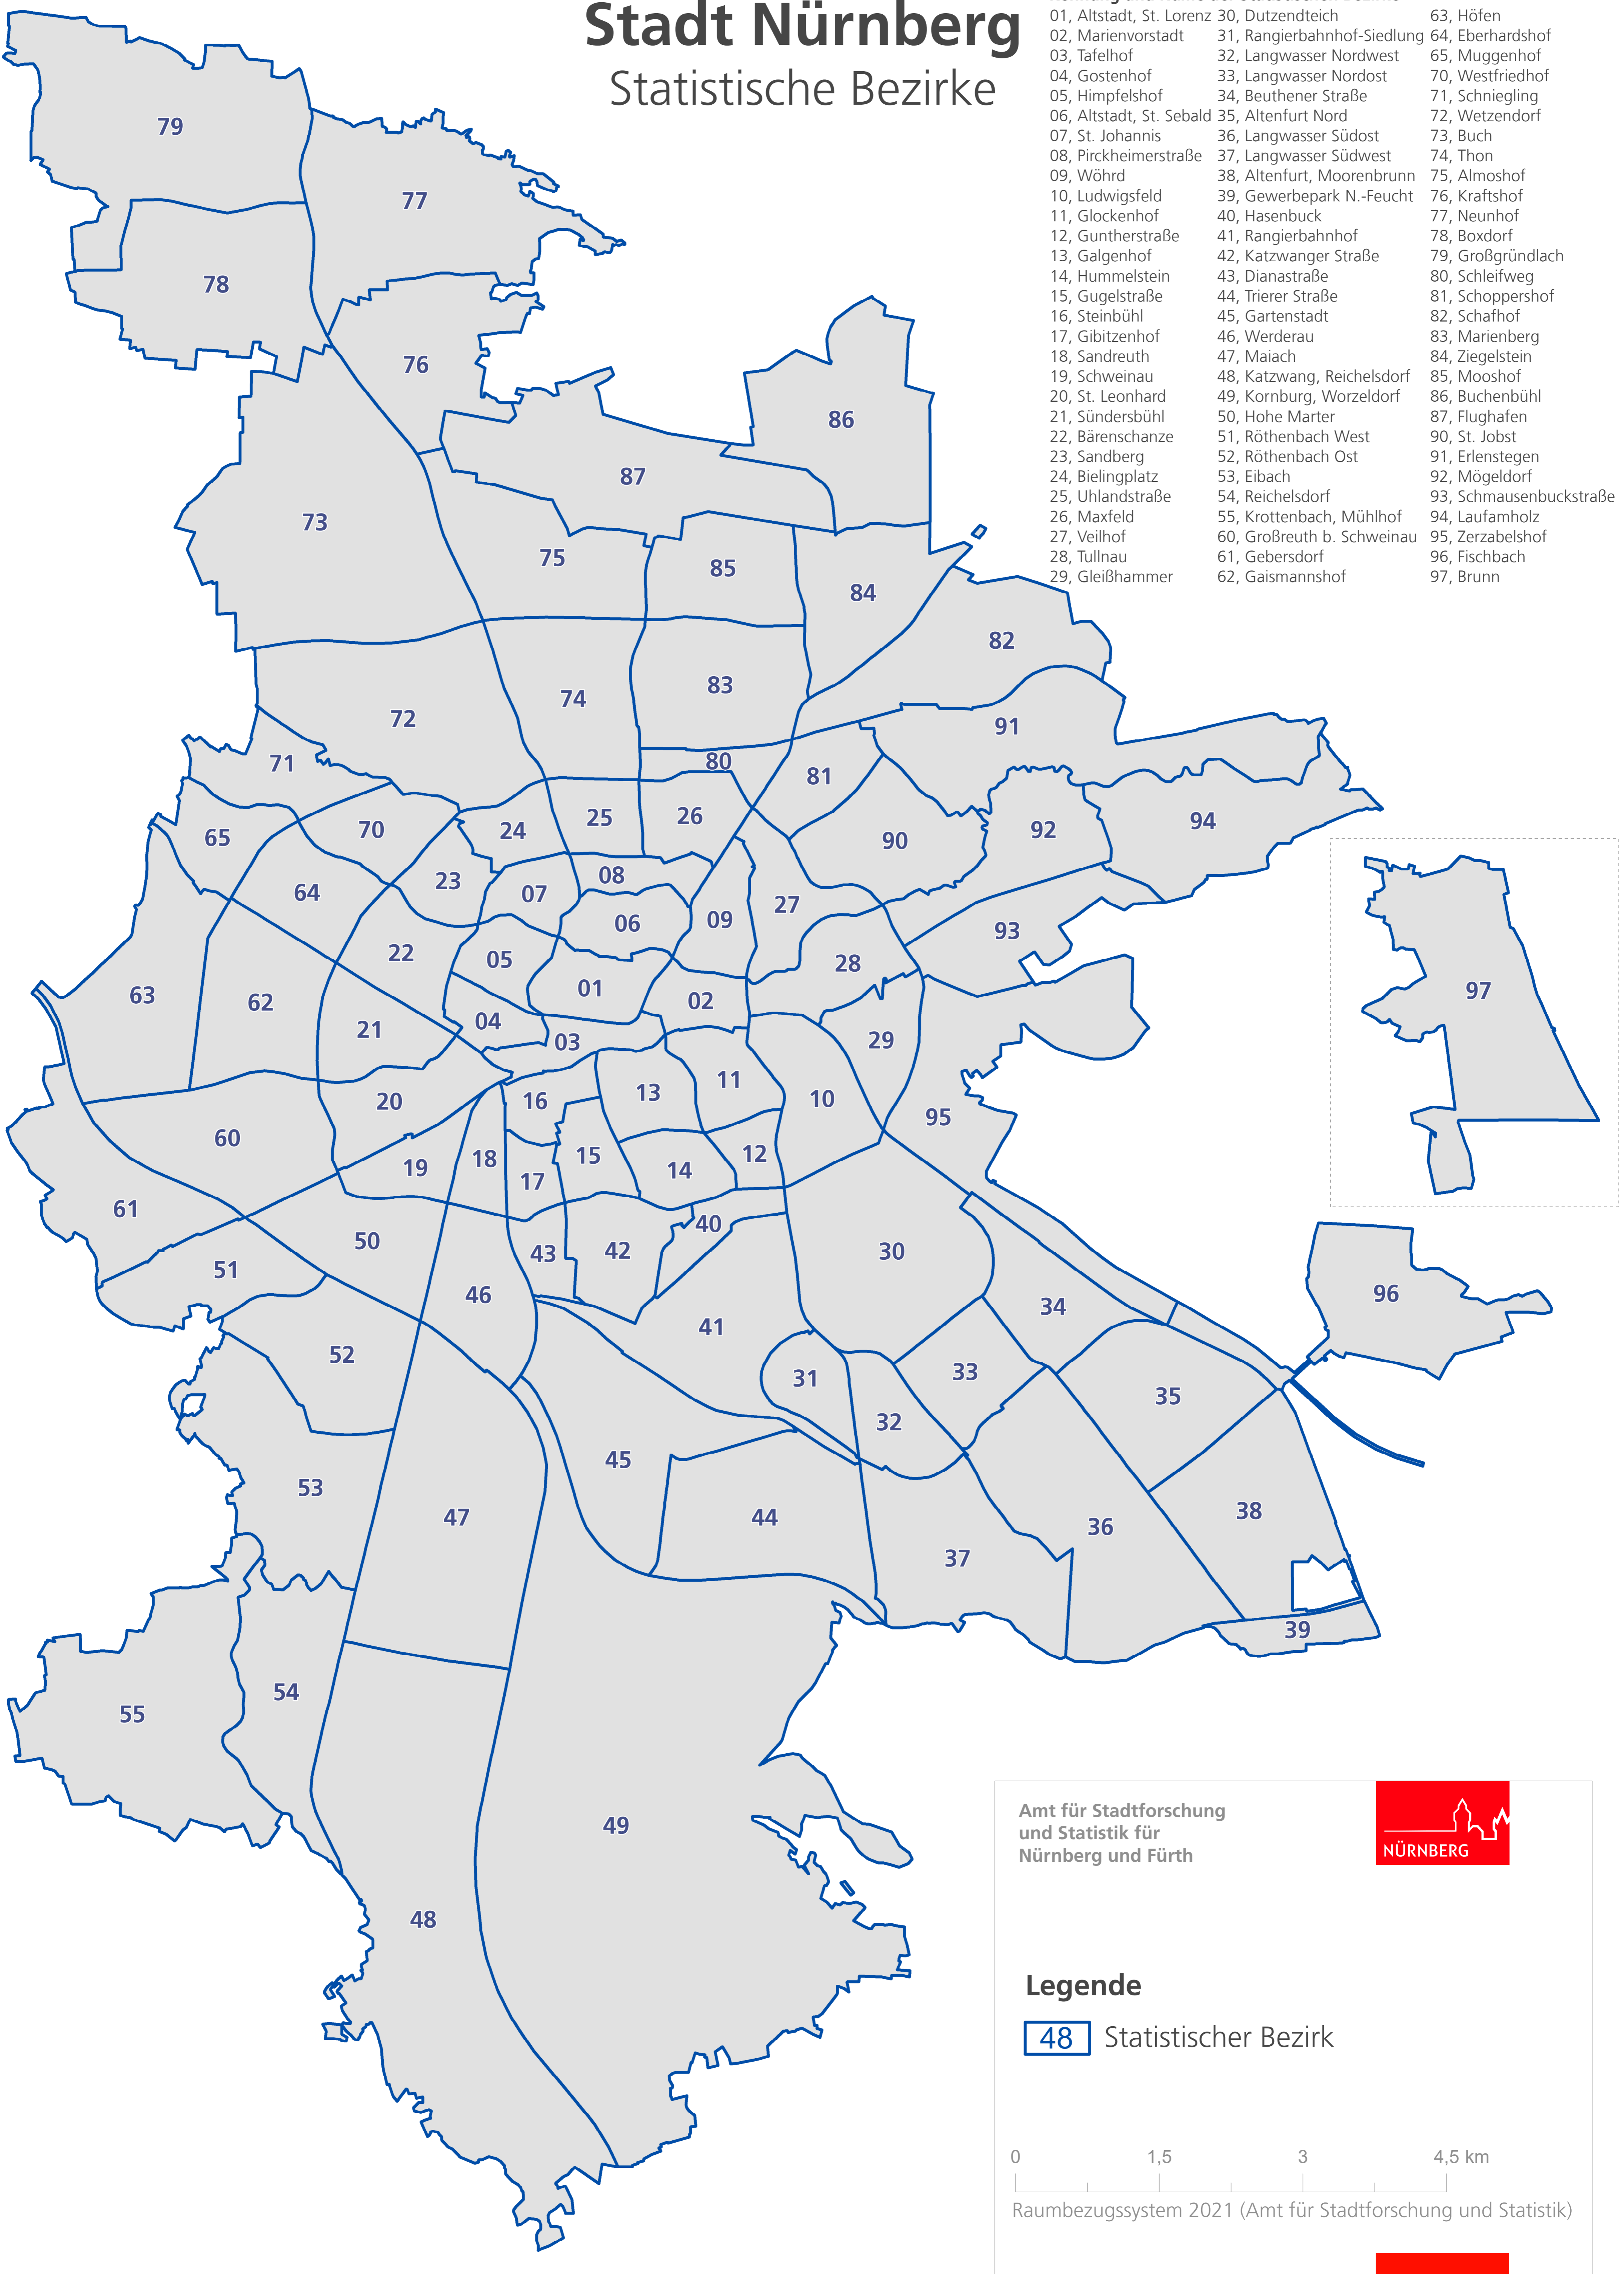 Stadt Nürnberg
Statistische Bezirke
Kennung und Name der Statistischen Bezirke
01, Altstadt, St. Lorenz
02, Marienvorstadt
03, Tafelhof
04, Gostenhof
05, Himpfelshof
06, Altstadt, St. Sebald
07, St. Johannis
08, Pirckheimerstraße
09, Wöhrd
10, Ludwigsfeld
11, Glockenhof
12, Guntherstraße
13, Galgenhof
14, Hummelstein
15, Gugelstraße
16, Steinbühl
17, Gibitzenhof
18, Sandreuth
19, Schweinau
20, St. Leonhard
21, Sündersbühl
22, Bärenschanze
23, Sandberg
24, Bielingplatz
25, Uhlandstraße
26, Maxfeld
27, Veilhof
28, Tullnau
29, Gleißhammer
30, Dutzendteich
31, Rangierbahnhof-Siedlung
32, Langwasser Nordwest
33, Langwasser Nordost
34, Beuthener Straße
35, Altenfurt Nord
36, Langwasser Südost
37, Langwasser Südwest
38, Altenfurt, Moorenbrunn
39, Gewerbepark N.-Feucht
40, Hasenbuck
41, Rangierbahnhof
42, Katzwanger Straße
43, Dianastraße
44, Trierer Straße
45, Gartenstadt
46, Werderau
47, Maiach
48, Katzwang, Reichelsdorf
49, Kornburg, Worzeldorf
50, Hohe Marter
51, Röthenbach West
52, Röthenbach Ost
53, Eibach
54, Reichelsdorf
55, Krottenbach, Mühlhof
60, Großreuth b. Schweinau
61, Gebersdorf
62, Gaismannshof
63, Höfen
64, Eberhardshof
65, Muggenhof
70, Westfriedhof
71, Schniegling
72, Wetzendorf
73, Buch
74, Thon
75, Almoshof
76, Kraftshof
77, Neunhof
78, Boxdorf
79, Großgründlach
80, Schleifweg
81, Schoppershof
82, Schafhof
83, Marienberg
84, Ziegelstein
85, Mooshof
86, Buchenbühl
87, Flughafen
90, St. Jobst
91, Erlenstegen
92, Mögeldorf
93, Schmausenbuckstraße
94, Laufamholz
95, Zerzabelshof
96, Fischbach
97, Brunn
79
77
78
76
86
87
73
75
85
84
82
83
74
72
91
71
80
81
25
26
94
70
24
92
65
90
08
23
64
07
27
09
06
93
22
05
28
01
97
63
02
62
04
21
29
03
11
13
10
20
16
95
60
12
15
18
19
14
17
61
40
50
42
30
43
51
96
46
34
41
52
33
31
35
32
45
53
38
47
44
36
37
39
54
55
49
48
Amt für Stadtforschung
und Statistik für
Nürnberg und Fürth
NÜRNBERG
Legende
48 Statistischer Bezirk
0 1,5 3 4,5 km
Raumbezugssystem 2021 (Amt für Stadtforschung und Statistik)